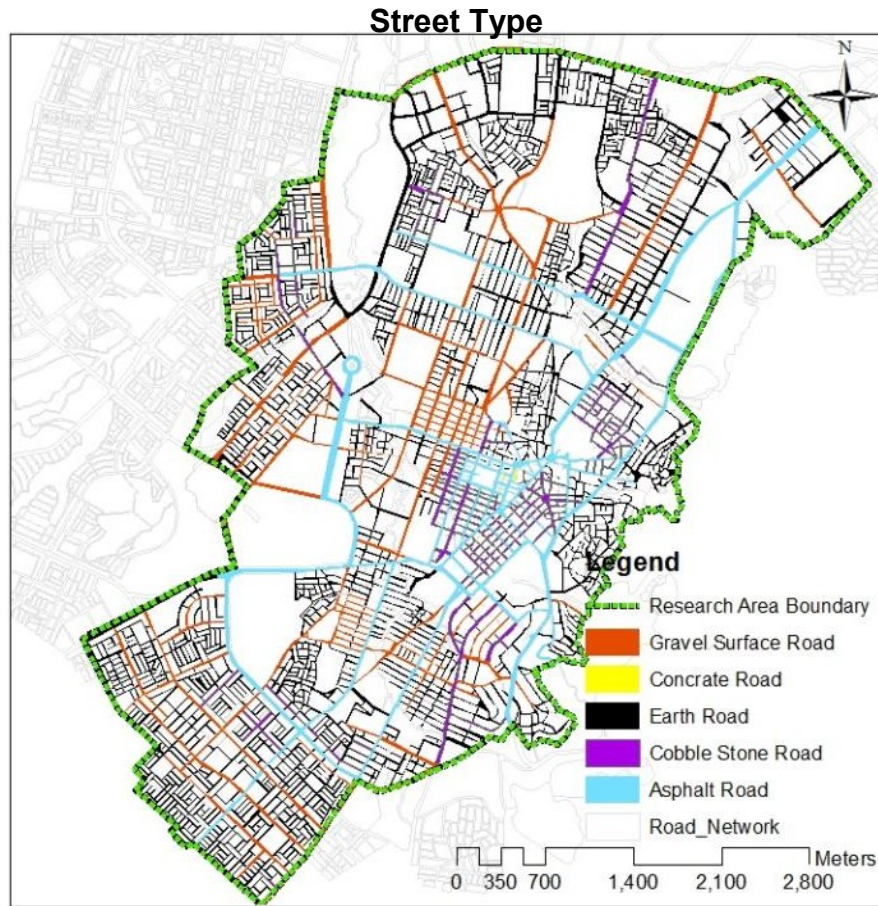 Street Type
N
Legend
Research Area Boundary
Gravel Surface Road
Concrate Road
Earth Road
Cobble Stone Road
Asphalt Road
Road_Network
Meters
0 350 700 1,400 2,100 2,800